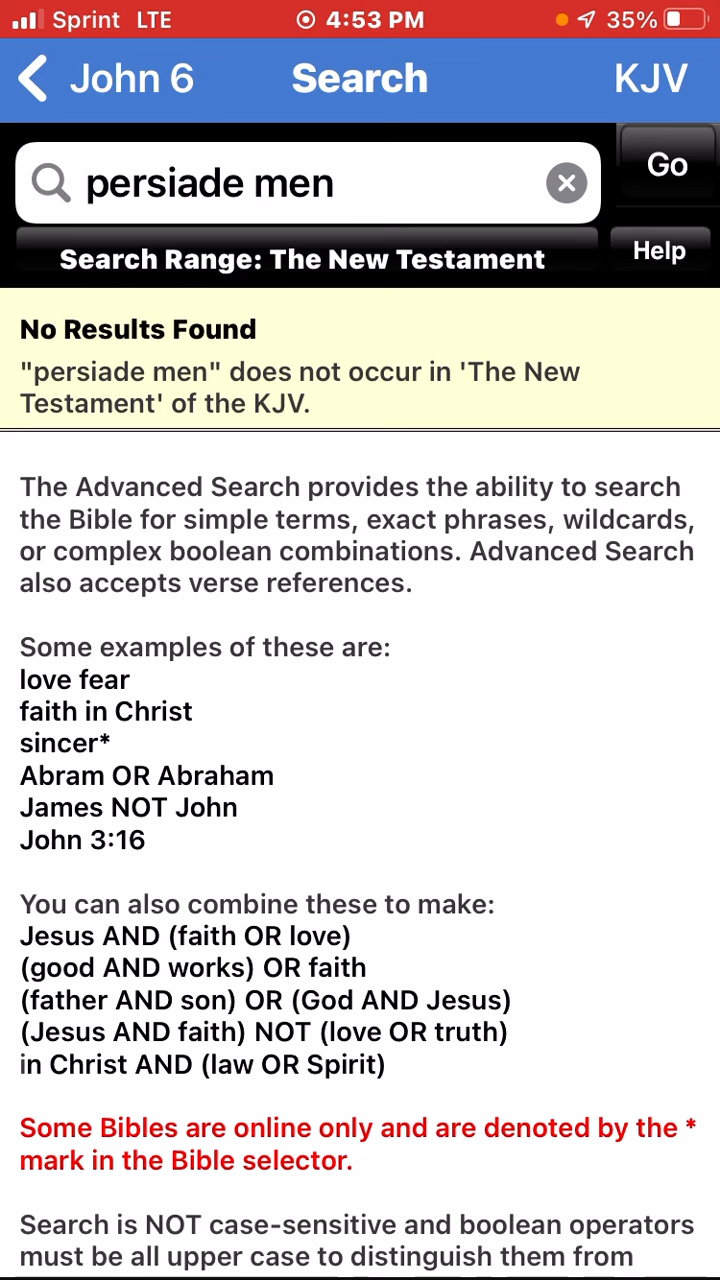 Sprint LTE 4:53 PM 35%
John 6 Search KJV
persiade men Go
Search Range: The New Testament Help
No Results Found
"persiade men" does not occur in 'The New
Testament' of the KJV.
The Advanced Search provides the ability to search
the Bible for simple terms, exact phrases, wildcards,
or complex boolean combinations. Advanced Search
also accepts verse references.
Some examples of these are:
love fear
faith in Christ
sincer*
Abram OR Abraham
James NOT John
John 3:16
You can also combine these to make:
Jesus AND (faith OR love)
(good AND works) OR faith
(father AND son) OR (God AND Jesus)
(Jesus AND faith) NOT (love OR truth)
in Christ AND (law OR Spirit)
Some Bibles are online only and are denoted by the *
mark in the Bible selector.
Search is NOT case-sensitive and boolean operators
must be all upper case to distinguish them from